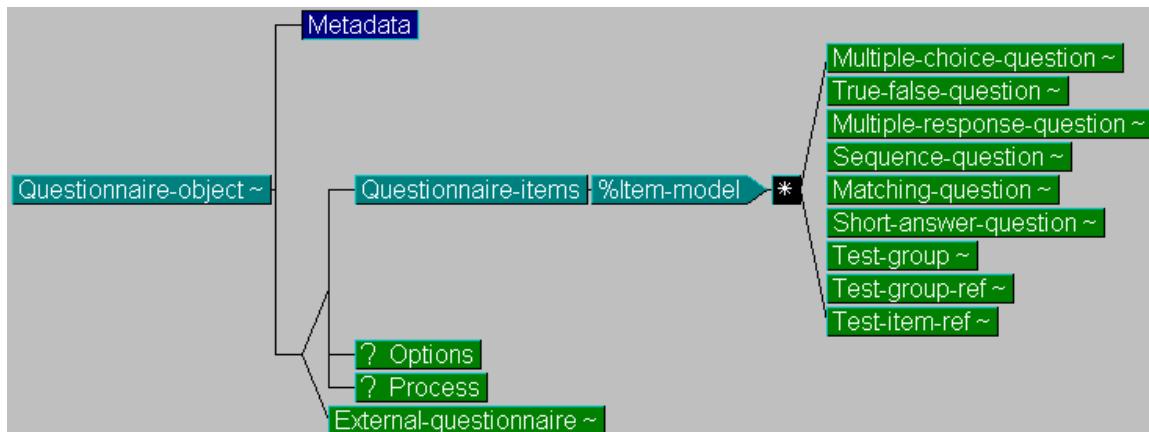 Metadata
Multiple-choice-question ~
True-false-question ~
Multiple-response-question ~
Sequence-question ~
Questionnaire-object ~
Questionnaire-items
%Item-model
*
Matching-question ~
Short-answer-question ~
Test-group ~
Test-group-ref ~
Test-item-ref ~
? Options
? Process
External-questionnaire ~